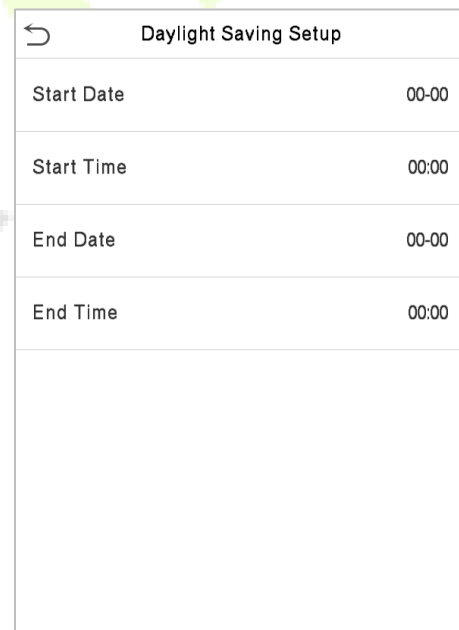 Daylight Saving Setup
Start Date 00-00
Start Time 00:00
End Date 00-00
End Time 00:00